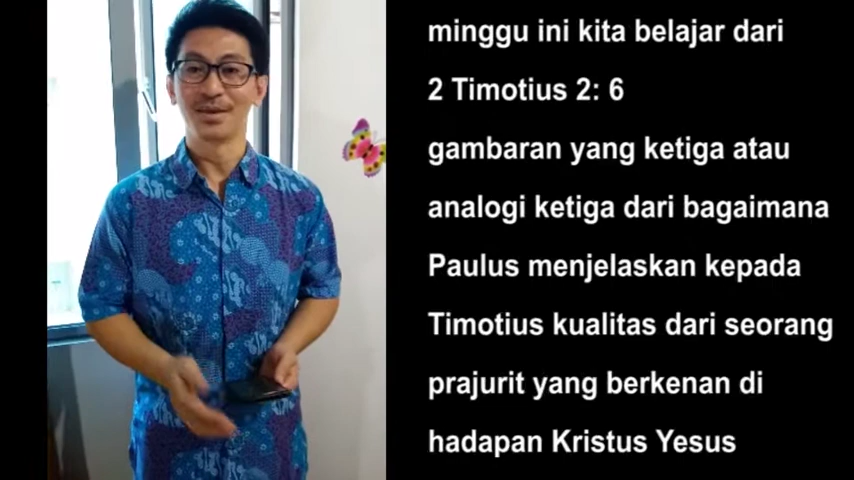 minggu ini kita belajar dari
2 Timotius 2: 6
gambaran yang ketiga atau
analogi ketiga dari bagaimana
Paulus menjelaskan kepada
Timotius kualitas dari seorang
prajurit yang berkenan di
hadapan Kristus Yesus